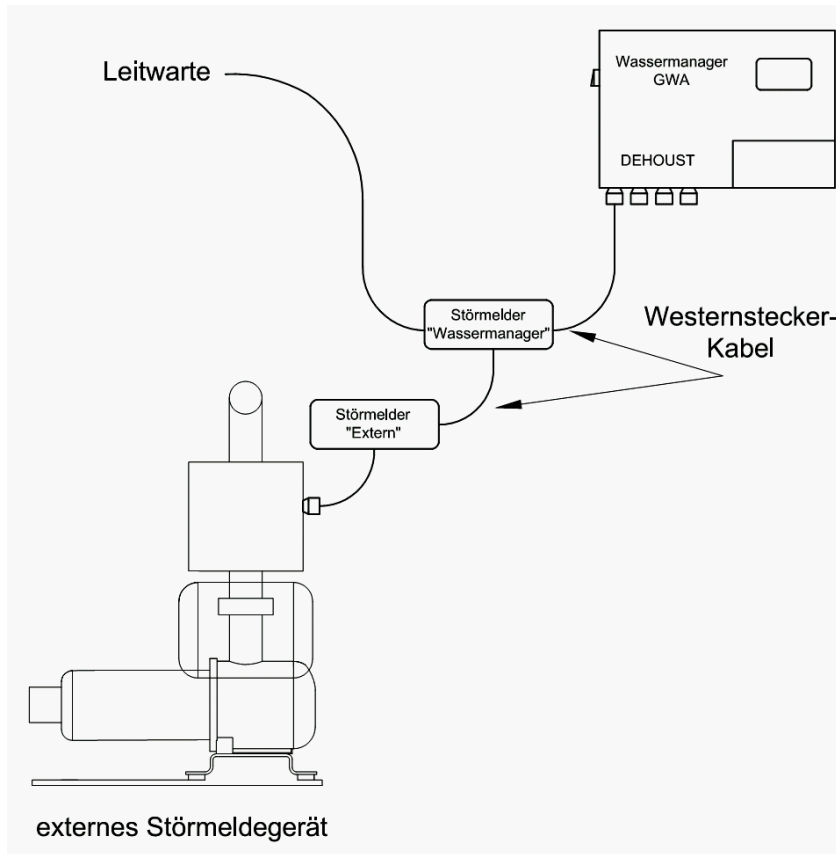 Leitwarte
Wassermanager
GWA
DEHOUST
Störmelder
"Wassermanager"
Westernstecker-
Kabel
Störmelder
"Extern"
externes Störmeldegerät